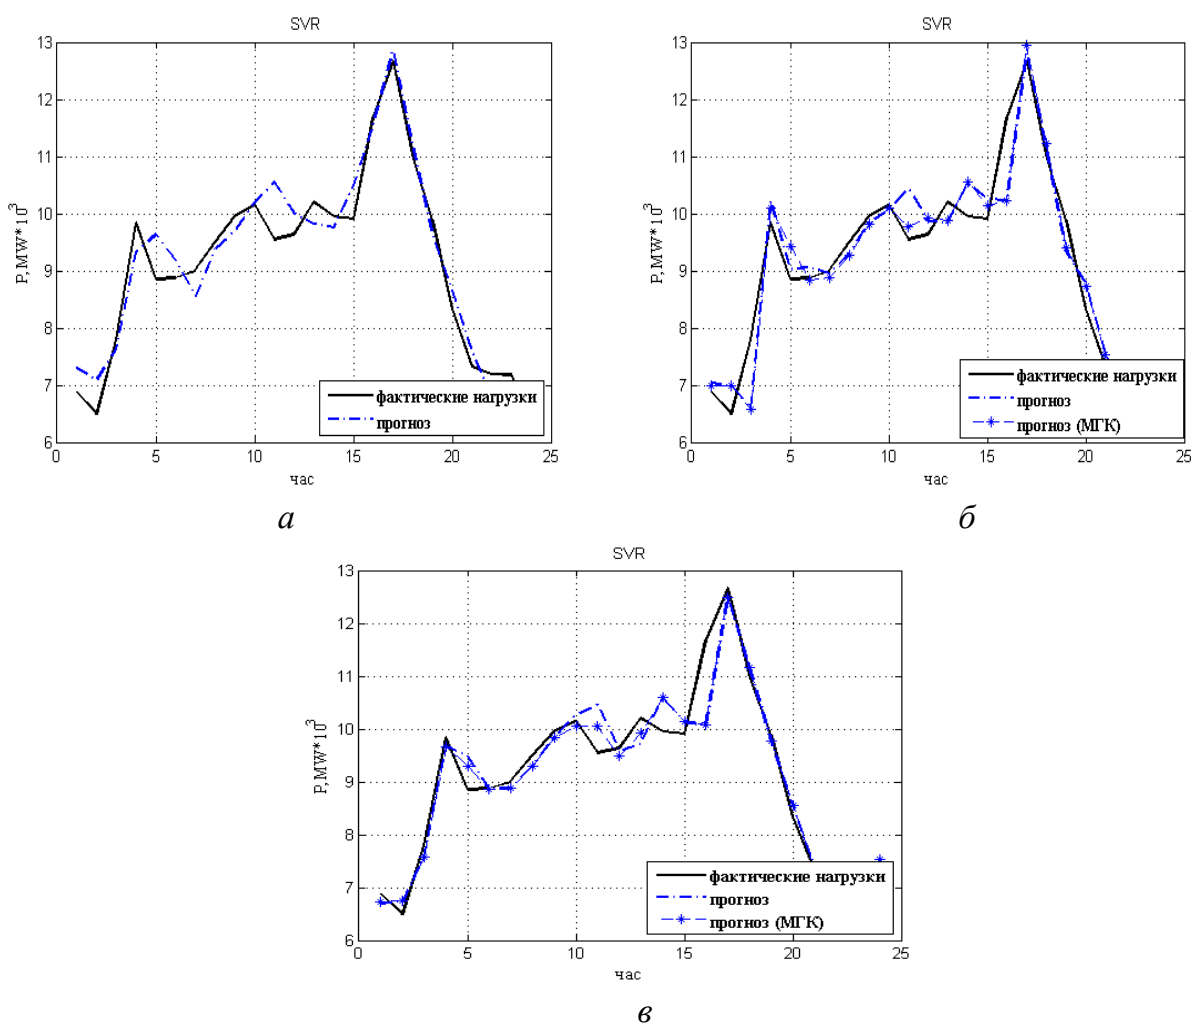 SVR
13
12
11
10
9
8
7
6
P,MW*10³
0
5
10
15
20
25
час
фактические нагрузки
прогноз
а
SVR
13
12
11
10
9
8
7
6
P,MW*10³
0
5
10
15
20
25
час
фактические нагрузки
прогноз
прогноз (МГК)
б
SVR
13
12
11
10
9
8
7
6
P,MW*10³
0
5
10
15
20
25
час
фактические нагрузки
прогноз
прогноз (МГК)
в